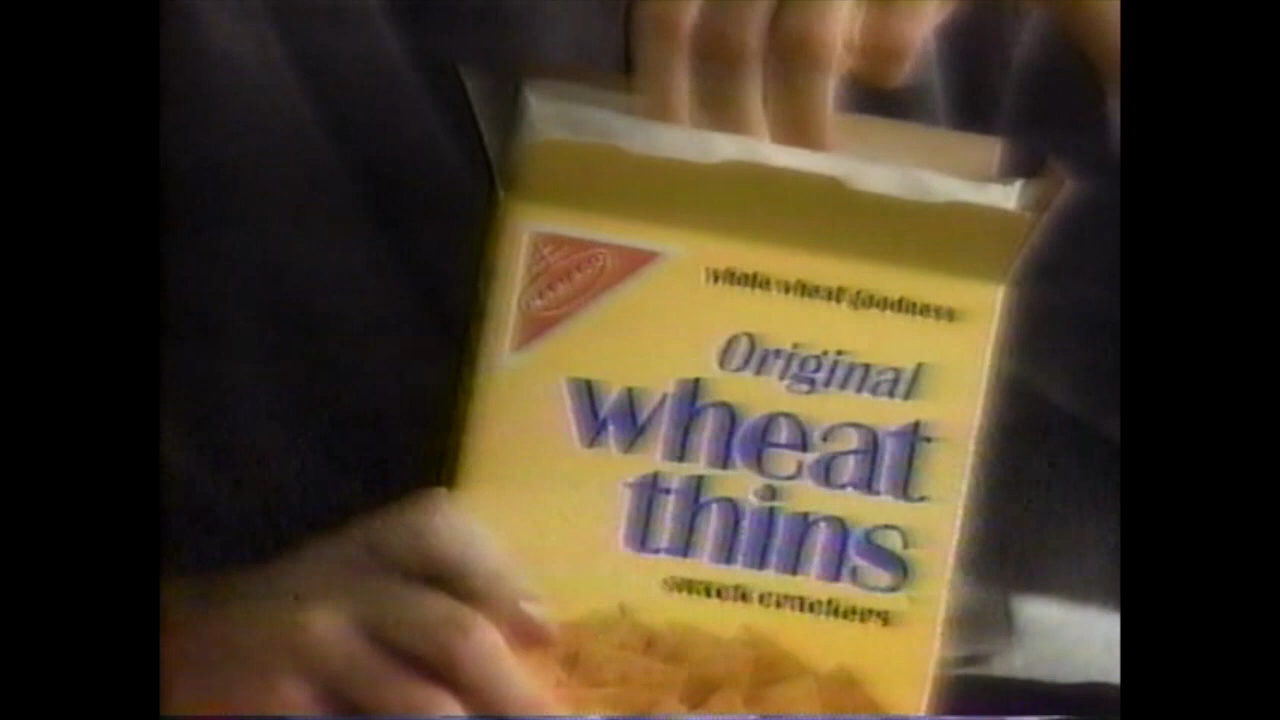 whole wheat goodness
Original
wheat
thins
snack crackers